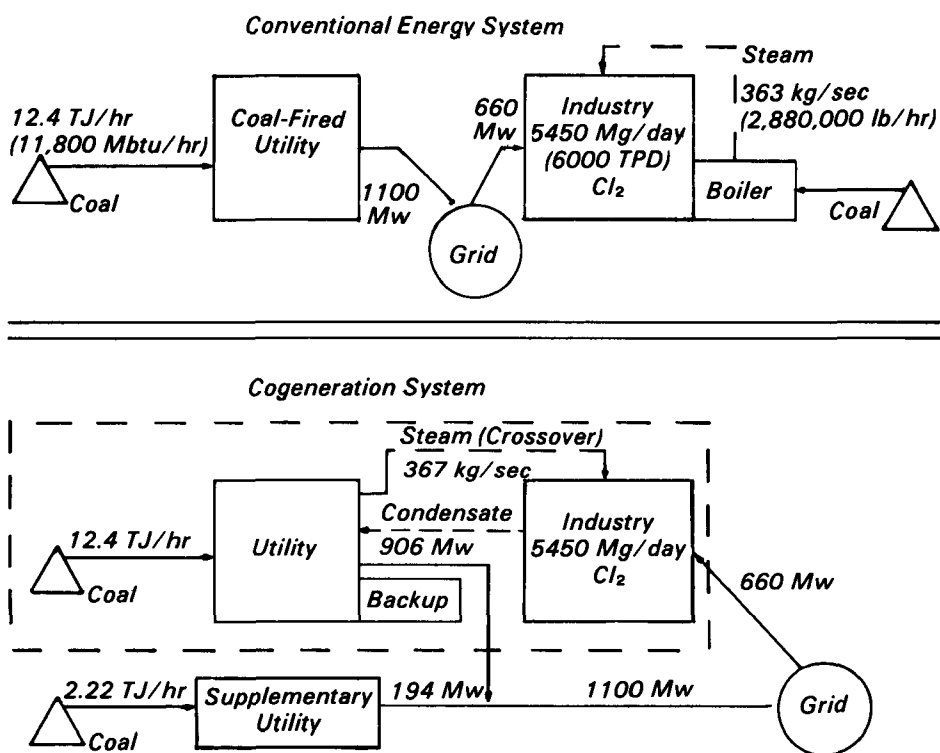 Conventional Energy System
Steam
12.4 TJ/hr
(11,800 Mbtu/hr)
Coal
Coal-Fired
Utility
1100
Mw
Grid
660
Mw
Industry
5450 Mg/day
(6000 TPD)
Cl₂
Boiler
363 kg/sec
(2,880,000 lb/hr)
Coal
Cogeneration System
Steam (Crossover)
367 kg/sec
Condensate
12.4 TJ/hr
Coal
Utility
906 Mw
Backup
Industry
5450 Mg/day
Cl₂
660 Mw
2.22 TJ/hr
Coal
Supplementary
Utility
194 Mw
1100 Mw
Grid